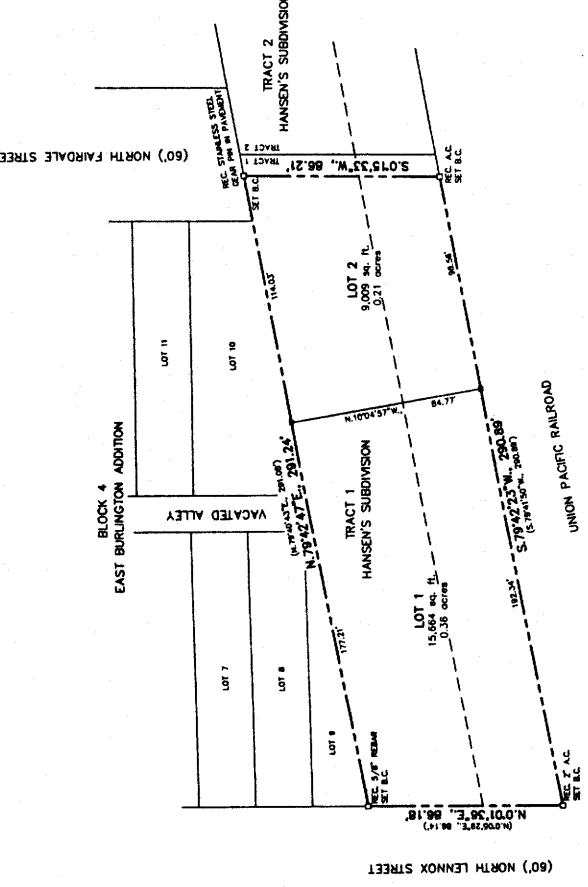 TRACT 2
HANSEN'S SUBDIVISION
(60') NORTH FAIRDALE STREET
REC. STAINLESS STEEL
GEAR PIN IN PAVEMENT
SET B.C.
TRACT 2
TRACT 1
S.0°15'33"W., 86.21'
REC. A.C.
SET B.C.
LOT 11
LOT 10
114.03'
LOT 2
9,009 sq. ft.
0.21 acres
98.56'
N.10°04'57"W.,
84.77'
BLOCK 4
EAST BURLINGTON ADDITION
VACATED ALLEY
N.79°42'47"E., 291.24'
(N.79°40'43"E., 291.06')
TRACT 1
HANSEN'S SUBDIVISION
S.79°42'23"W., 290.89'
(S.79°41'50"W., 290.89')
UNION PACIFIC RAILROAD
LOT 7
LOT 8
LOT 9
177.21'
LOT 1
15,664 sq. ft.
0.36 acres
192.34'
REC. 5/8" REBAR
SET B.C.
N.0°01'36"E., 86.18'
(N.0°06'29"E., 86.14')
REC. 2" A.C.
SET B.C.
(60') NORTH LENNOX STREET